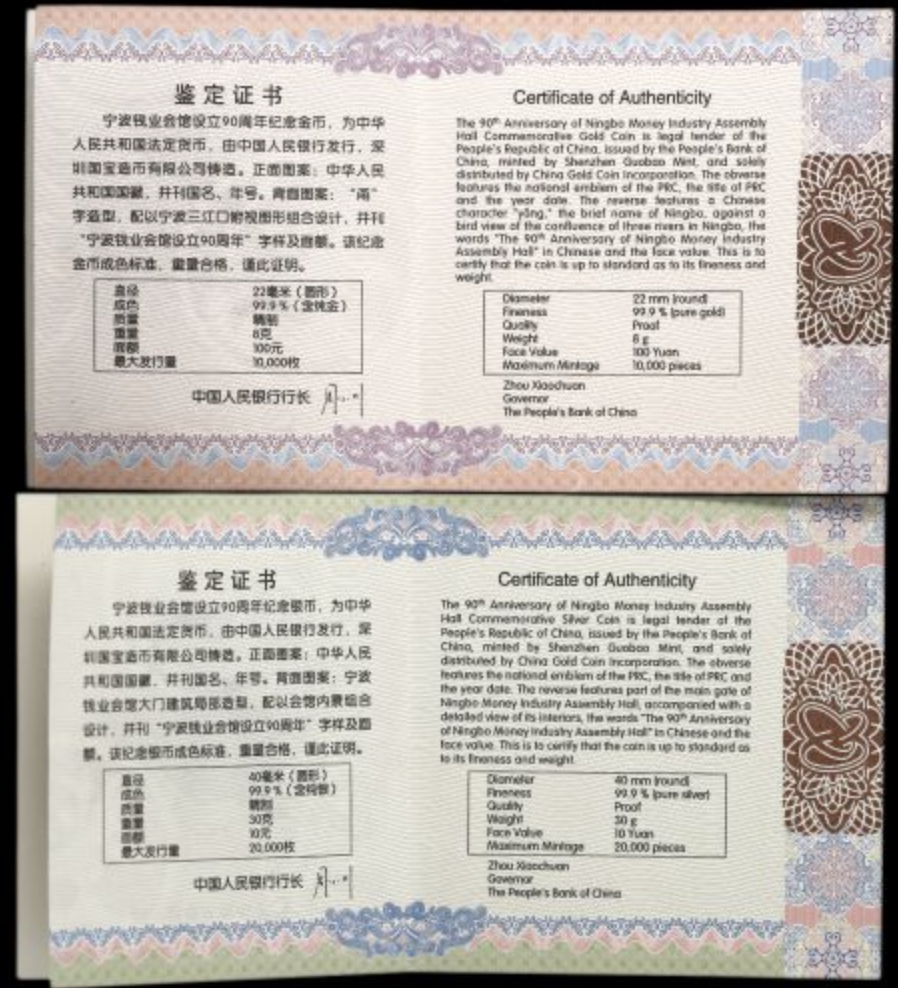 鉴定证书
宁波钱业会馆设立90周年纪念金币，为中华
人民共和国法定货币，由中国人民银行发行，深
圳国宝造币有限公司铸造。正面图案：中华人民
共和国国徽，并刊国名、年号。背面图案：“甬”
字造型，配以宁波三江口俯视图形组合设计，并刊
“宁波钱业会馆设立90周年”字样及面额。该纪念
金币成色标准，重量合格，谨此证明。
直径 22毫米（圆形）
成色 99.9%（含纯金）
质量 精制
重量 8克
面额 100元
最大发行量 10,000枚
中国人民银行行长
Certificate of Authenticity
The 90th Anniversary of Ningbo Money Industry Assembly
Hall Commemorative Gold Coin is legal tender of the
People's Republic of China, issued by the People's Bank of
China, minted by Shenzhen Guobao Mint, and solely
distributed by China Gold Coin Incorporation. The obverse
features the national emblem of the PRC, the title of PRC
and the year date. The reverse features a Chinese
character "yǒng," the brief name of Ningbo, against a
bird view of the confluence of three rivers in Ningbo, the
words "The 90th Anniversary of Ningbo Money Industry
Assembly Hall" in Chinese and the face value. This is to
certify that the coin is up to standard as to its fineness and
weight.
Diameter 22 mm (round)
Fineness 99.9 % (pure gold)
Quality Proof
Weight 8 g
Face Value 100 Yuan
Maximum Mintage 10,000 pieces
Zhou Xiaochuan
Governor
The People's Bank of China
鉴定证书
宁波钱业会馆设立90周年纪念银币，为中华
人民共和国法定货币，由中国人民银行发行，深
圳国宝造币有限公司铸造。正面图案：中华人民
共和国国徽，并刊国名、年号。背面图案：宁波
钱业会馆大门建筑局部造型，配以会馆内景组合
设计，并刊“宁波钱业会馆设立90周年”字样及面
额。该纪念银币成色标准，重量合格，谨此证明。
直径 40毫米（圆形）
成色 99.9%（含纯银）
质量 精制
重量 30克
面额 10元
最大发行量 20,000枚
中国人民银行行长
Certificate of Authenticity
The 90th Anniversary of Ningbo Money Industry Assembly
Hall Commemorative Silver Coin is legal tender of the
People's Republic of China, issued by the People's Bank of
China, minted by Shenzhen Guobao Mint, and solely
distributed by China Gold Coin Incorporation. The obverse
features the national emblem of the PRC, the title of PRC and
the year date. The reverse features part of the main gate of
Ningbo Money Industry Assembly Hall, accompanied with a
detailed view of its interiors, the words "The 90th Anniversary
of Ningbo Money Industry Assembly Hall" in Chinese and the
face value. This is to certify that the coin is up to standard as
to its fineness and weight.
Diameter 40 mm (round)
Fineness 99.9 % (pure silver)
Quality Proof
Weight 30 g
Face Value 10 Yuan
Maximum Mintage 20,000 pieces
Zhou Xiaochuan
Governor
The People's Bank of China